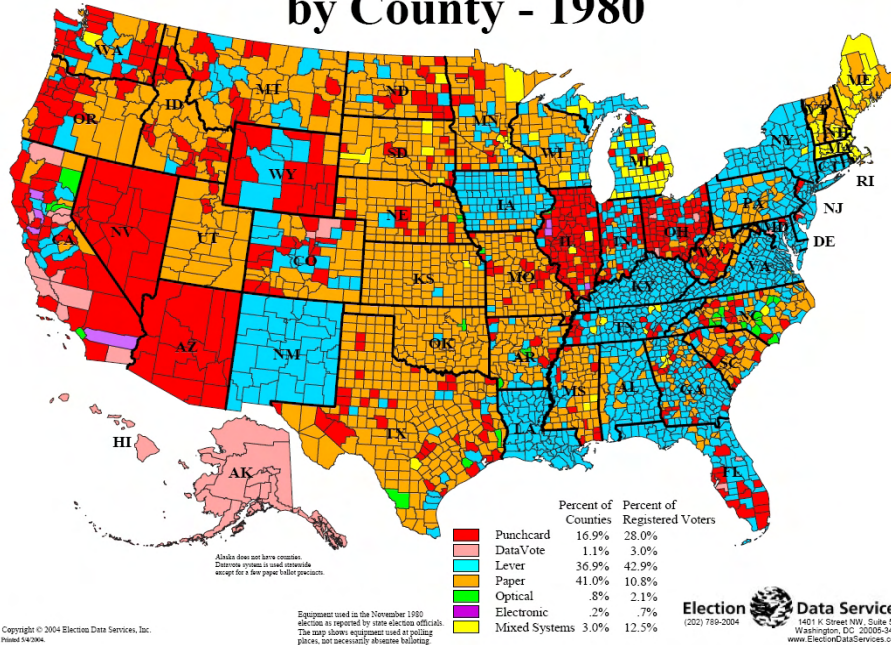 by County - 1980
WA
OR
ID
MT
ND
MN
SD
WI
MI
ME
VT
NH
MA
CT
NY
RI
NJ
DE
MD
PA
WY
NV
UT
CO
NE
IA
IL
IN
OH
WV
VA
KY
CA
KS
MO
AZ
NM
OK
AR
TN
NC
SC
TX
LA
MS
AL
GA
FL
HI
AK
Percent of Percent of
Counties Registered Voters
Punchcard 16.9% 28.0%
DataVote 1.1% 3.0%
Lever 36.9% 42.9%
Paper 41.0% 10.8%
Optical .8% 2.1%
Electronic .2% .7%
Mixed Systems 3.0% 12.5%
Alaska does not have counties.
Datavote system is used statewide
except for a few paper ballot precincts.
Equipment used in the November 1980
election as reported by state election officials.
The map shows equipment used at polling
places, not necessarily absentee balloting.
Copyright © 2004 Election Data Services, Inc.
Printed 5/4/2004.
Election Data Service
(202) 789-2004
1401 K Street NW, Suite 5
Washington, DC 20005-34
www.ElectionDataServices.c